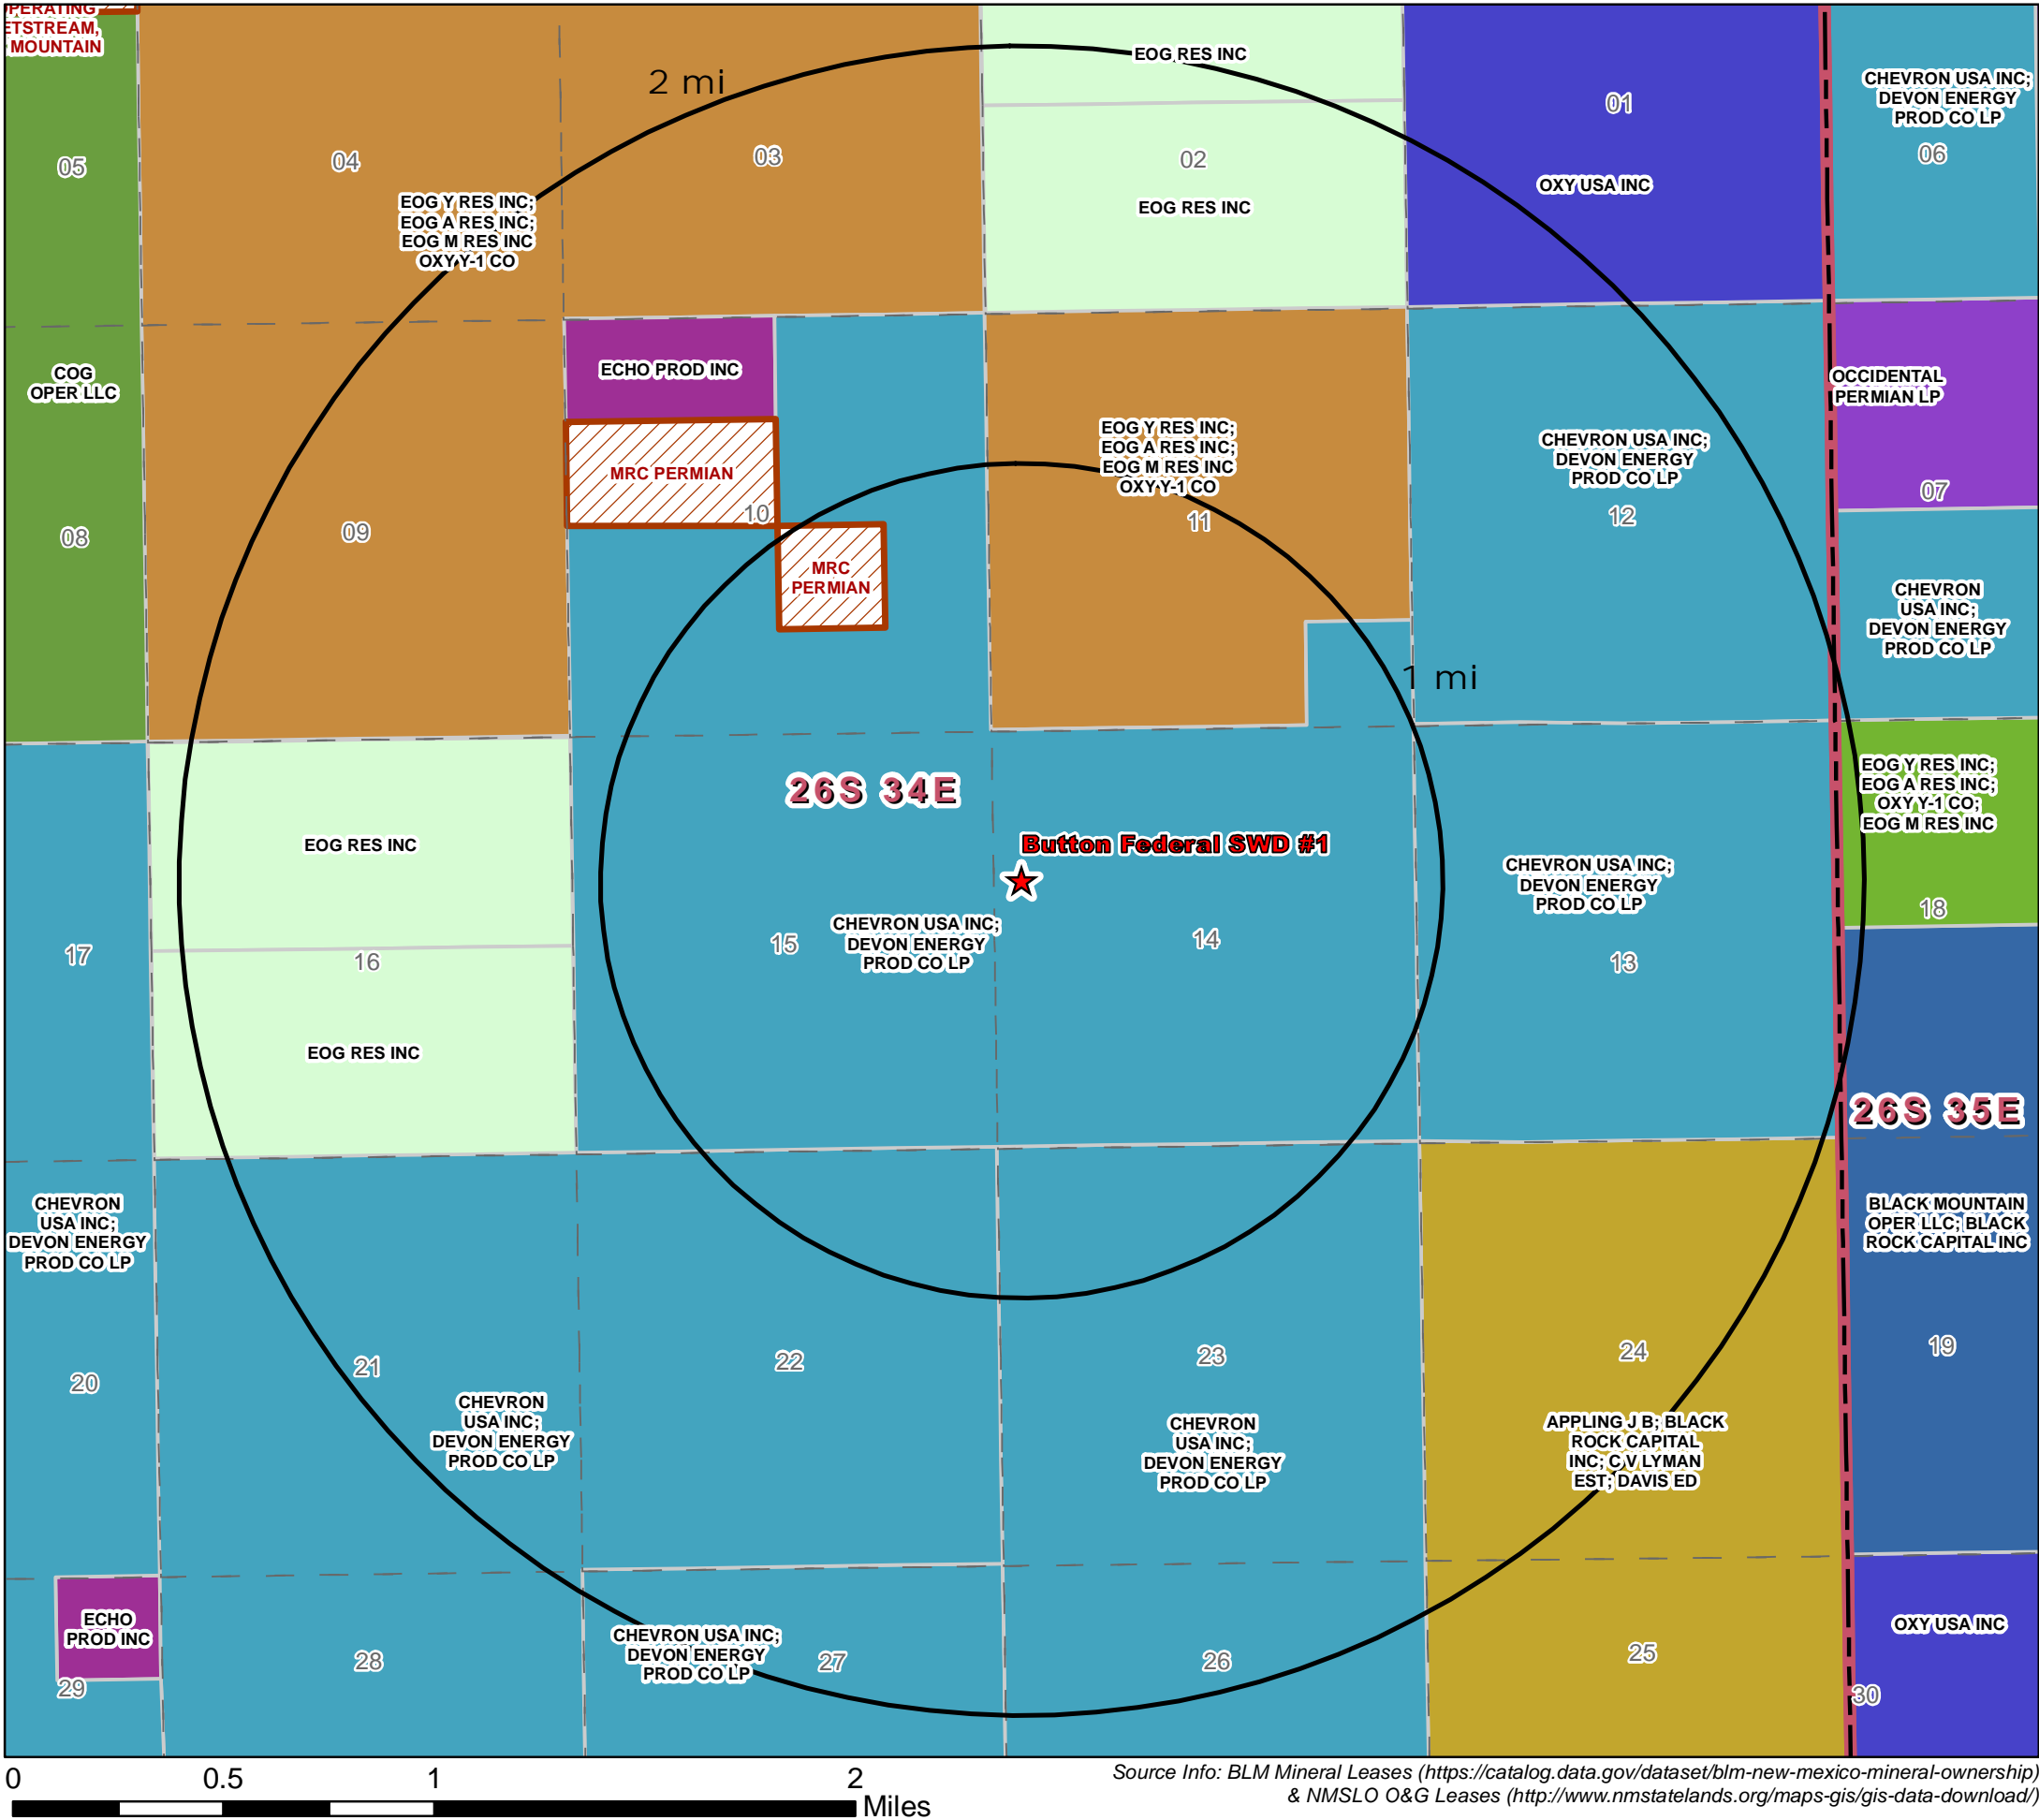 ETSTREAM,
MOUNTAIN
2 mi
EOG RES INC
CHEVRON USA INC;
DEVON ENERGY
PROD CO LP
01
05
04
03
02
06
OXY USA INC
EOG Y RES INC;
EOG A RES INC;
EOG M RES INC
OXY Y-1 CO
EOG RES INC
COG
OPER LLC
ECHO PROD INC
OCCIDENTAL
PERMIAN LP
EOG Y RES INC;
EOG A RES INC;
EOG M RES INC
OXY Y-1 CO
CHEVRON USA INC;
DEVON ENERGY
PROD CO LP
MRC PERMIAN
07
10
11
12
08
09
MRC
PERMIAN
CHEVRON
USA INC;
DEVON ENERGY
PROD CO LP
1 mi
26S 34E
EOG Y RES INC;
EOG A RES INC;
OXY Y-1 CO;
EOG M RES INC
EOG RES INC
Button Federal SWD #1
CHEVRON USA INC;
DEVON ENERGY
PROD CO LP
18
CHEVRON USA INC;
DEVON ENERGY
PROD CO LP
17
16
15
14
13
EOG RES INC
26S 35E
CHEVRON
USA INC;
DEVON ENERGY
PROD CO LP
BLACK MOUNTAIN
OPER LLC; BLACK
ROCK CAPITAL INC
20
21
22
23
24
19
CHEVRON
USA INC;
DEVON ENERGY
PROD CO LP
CHEVRON
USA INC;
DEVON ENERGY
PROD CO LP
APPLING J B; BLACK
ROCK CAPITAL
INC; C V LYMAN
EST; DAVIS ED
ECHO
PROD INC
CHEVRON USA INC;
DEVON ENERGY
PROD CO LP
OXY USA INC
29
28
27
26
25
30
0 0.5 1 2
Miles
Source Info: BLM Mineral Leases (https://catalog.data.gov/dataset/blm-new-mexico-mineral-ownership)
& NMSLO O&G Leases (http://www.nmstatelands.org/maps-gis/gis-data-download/)